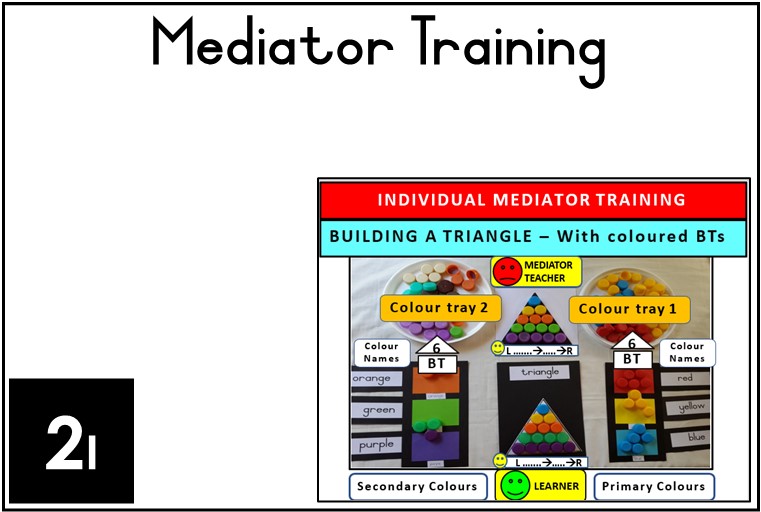 Mediator Training
INDIVIDUAL MEDIATOR TRAINING
BUILDING A TRIANGLE – With coloured BTs
MEDIATOR
TEACHER
Colour tray 2
Colour tray 1
Colour
Names
6
BT
L .......→.....→R
6
BT
Colour
Names
orange
green
purple
triangle
red
yellow
blue
L .......→.....→R
Secondary Colours
LEARNER
Primary Colours
2I